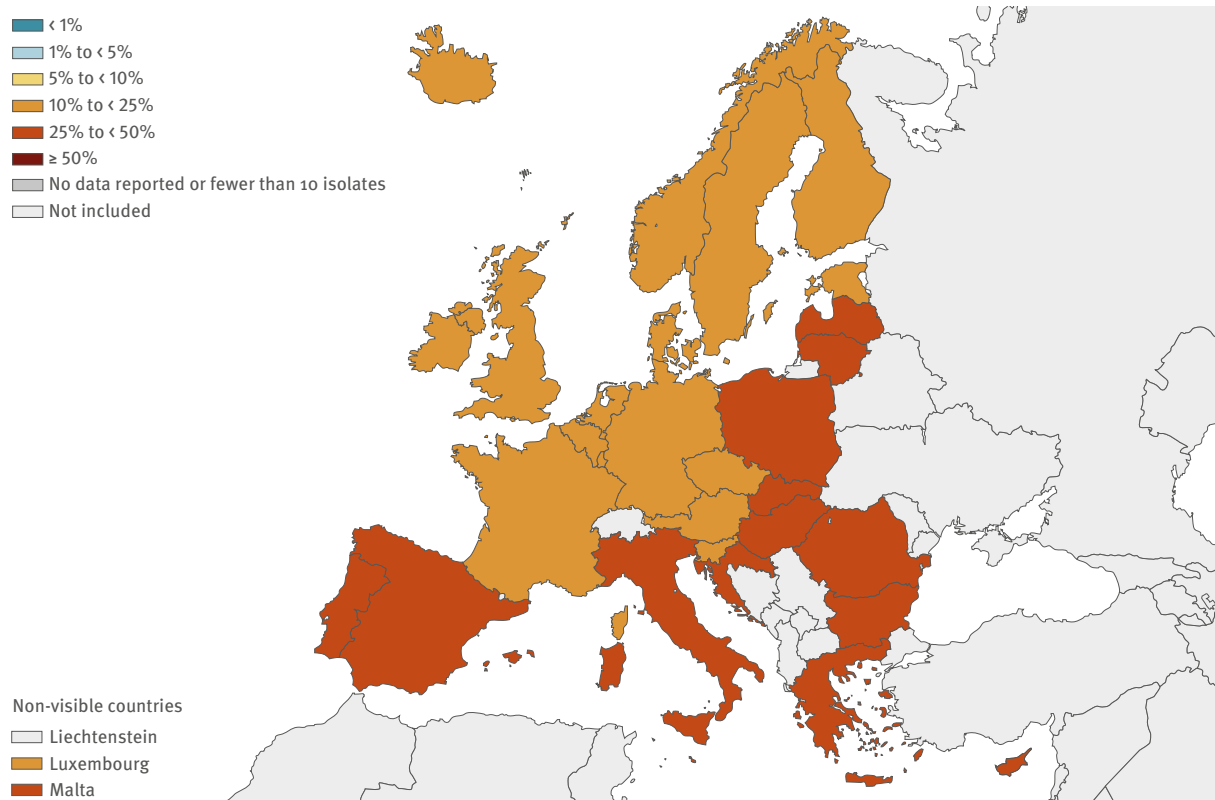 < 1%
1% to < 5%
5% to < 10%
10% to < 25%
25% to < 50%
≥ 50%
No data reported or fewer than 10 isolates
Not included
Non-visible countries
Liechtenstein
Luxembourg
Malta